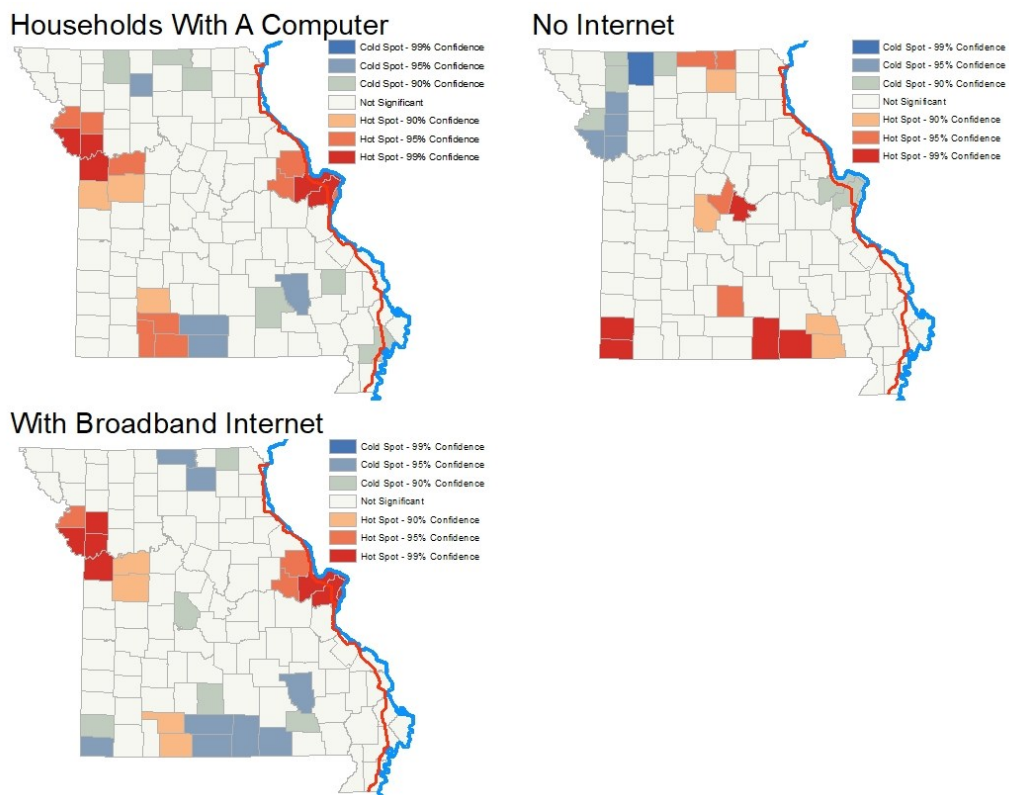 Households With A Computer
Cold Spot - 99% Confidence
Cold Spot - 95% Confidence
Cold Spot - 90% Confidence
Not Significant
Hot Spot - 90% Confidence
Hot Spot - 95% Confidence
Hot Spot - 99% Confidence
No Internet
Cold Spot - 99% Confidence
Cold Spot - 95% Confidence
Cold Spot - 90% Confidence
Not Significant
Hot Spot - 90% Confidence
Hot Spot - 95% Confidence
Hot Spot - 99% Confidence
With Broadband Internet
Cold Spot - 99% Confidence
Cold Spot - 95% Confidence
Cold Spot - 90% Confidence
Not Significant
Hot Spot - 90% Confidence
Hot Spot - 95% Confidence
Hot Spot - 99% Confidence